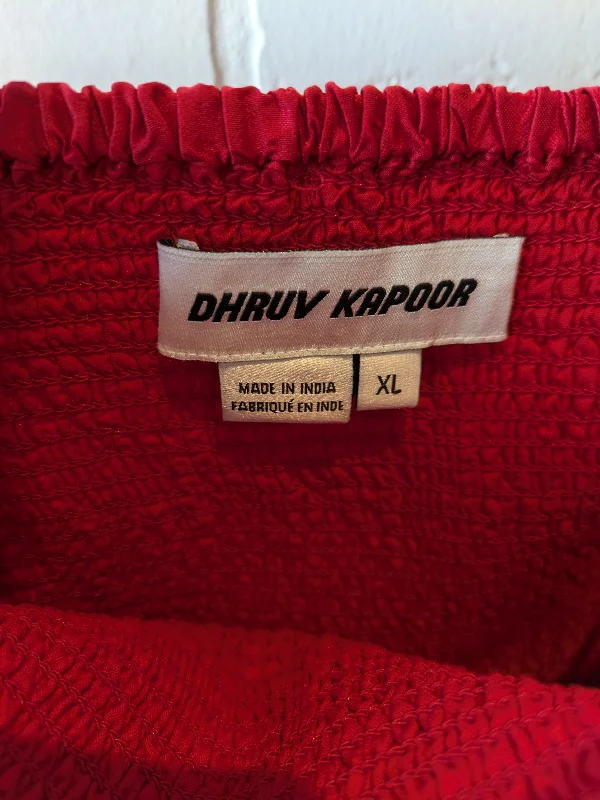 DHRUV KAPOOR
MADE IN INDIA
FABRIQUÉ EN INDE
XL